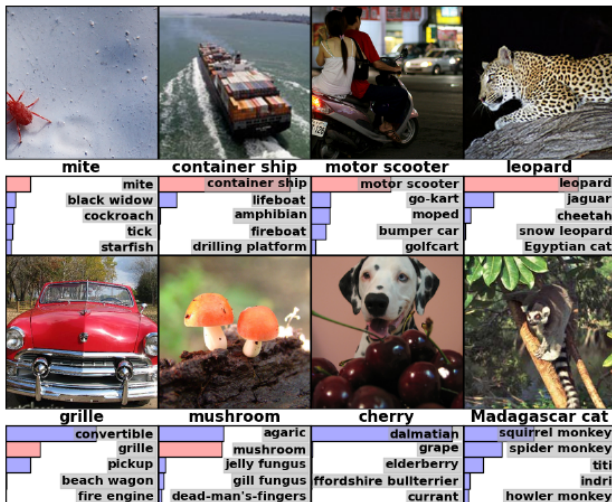 mite
container ship
motor scooter
leopard
mite
black widow
cockroach
tick
starfish
container ship
lifeboat
amphibian
fireboat
drilling platform
motor scooter
go-kart
moped
bumper car
golfcart
leopard
jaguar
cheetah
snow leopard
Egyptian cat
grille
mushroom
cherry
Madagascar cat
convertible
grille
pickup
beach wagon
fire engine
agaric
mushroom
jelly fungus
gill fungus
dead-man's-fingers
dalmatian
grape
elderberry
ffordshire bullterrier
currant
squirrel monkey
spider monkey
titi
indri
howler monkey